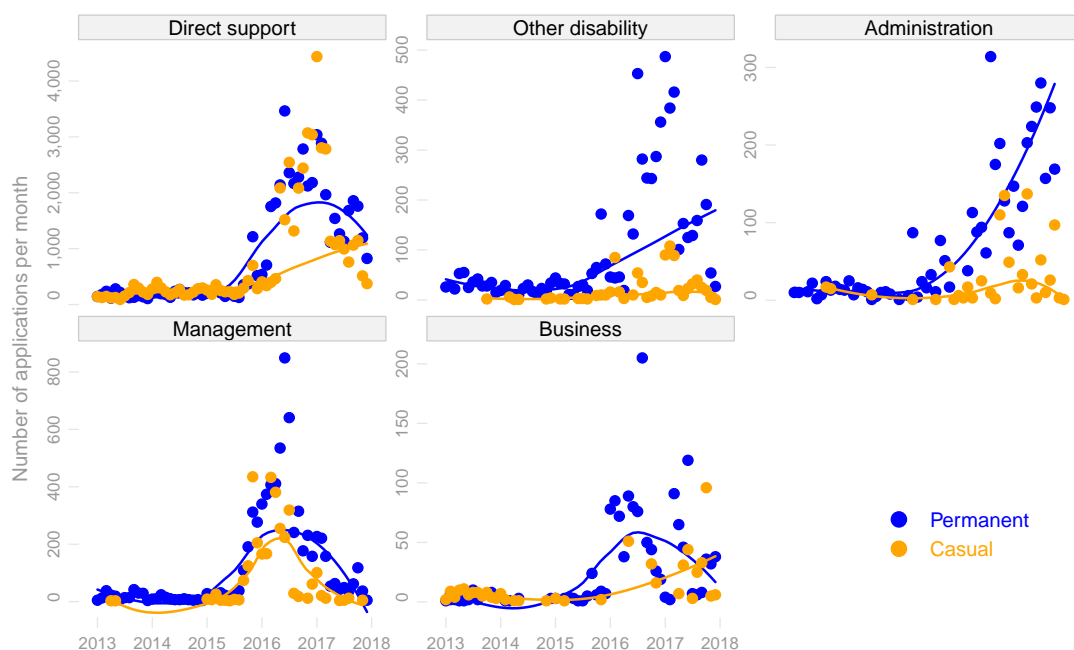 Direct support
Other disability
Administration
Number of applications per month
0
1,000
2,000
3,000
4,000
0
100
200
300
400
500
0
100
200
300
Management
Business
0
200
400
600
800
0
50
100
150
200
2013 2014 2015 2016 2017 2018
2013 2014 2015 2016 2017 2018
Permanent
Casual